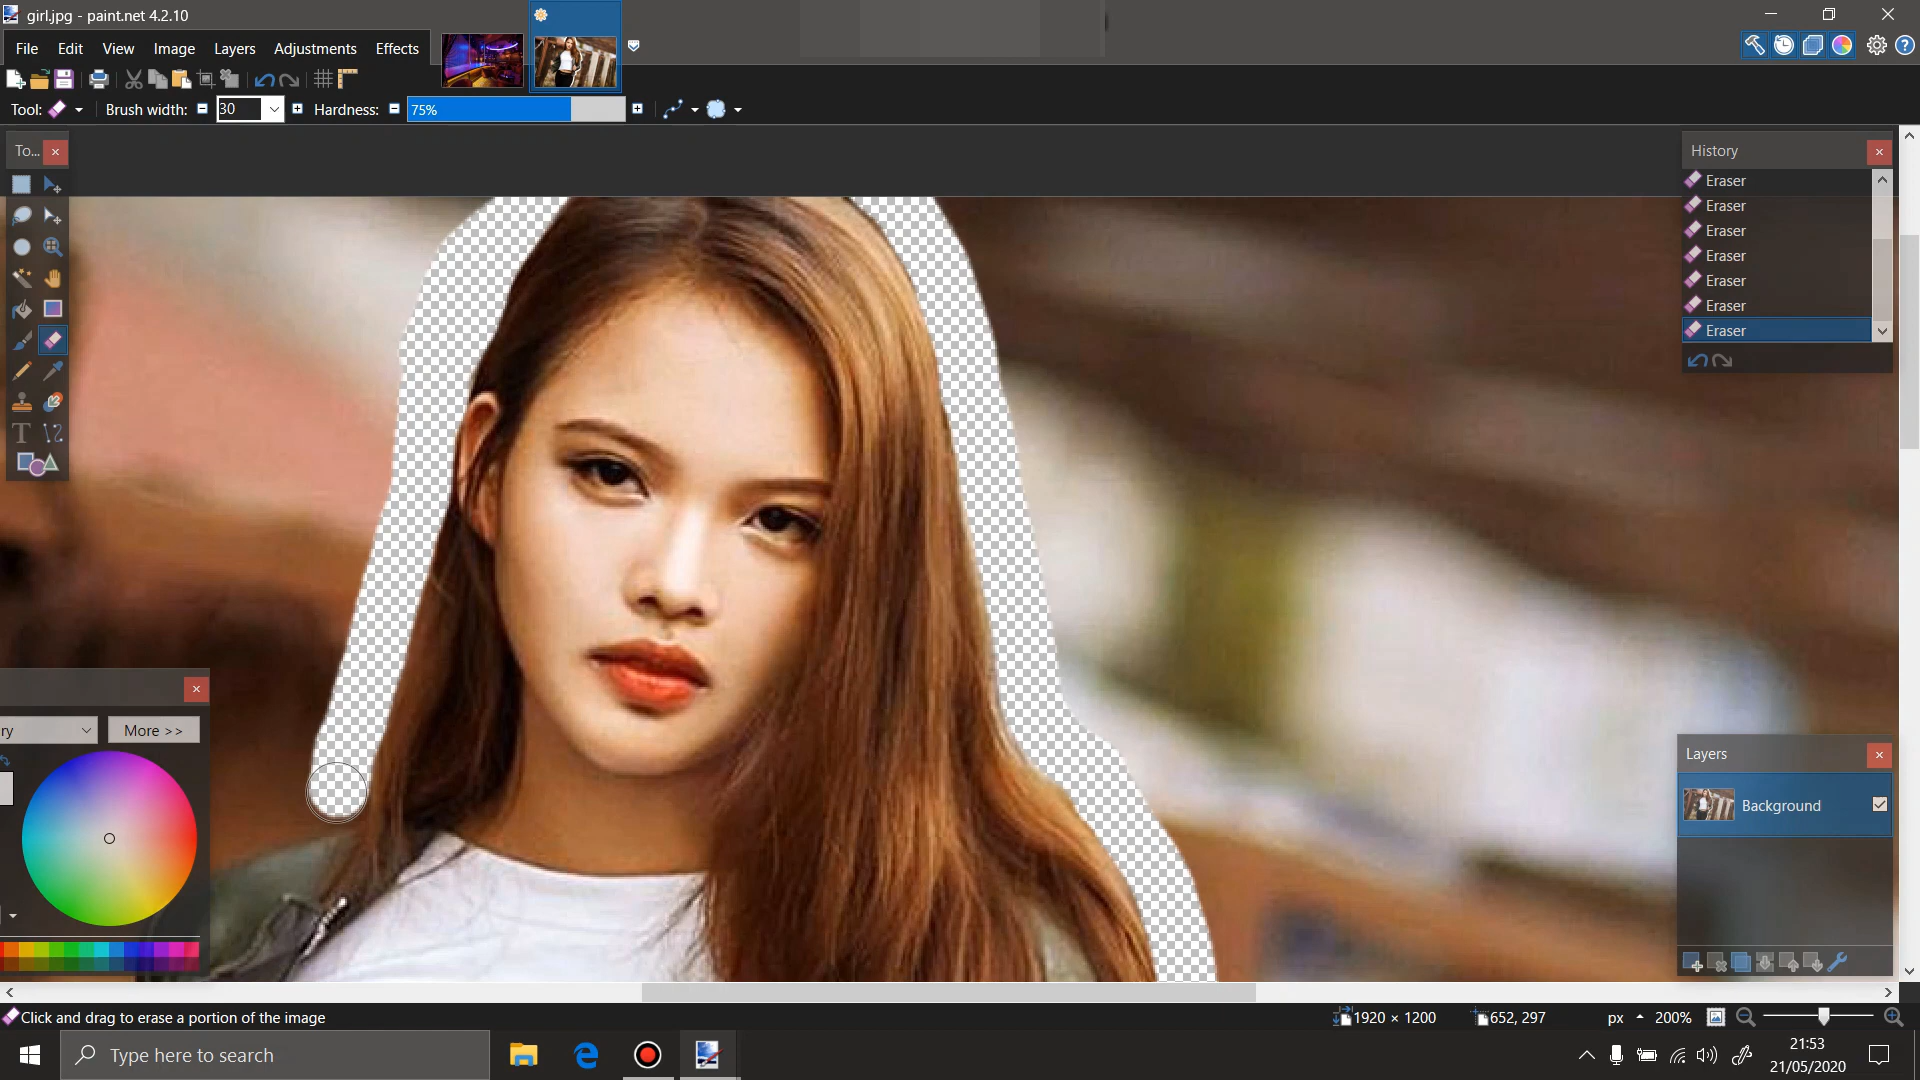 girl.jpg - paint.net 4.2.10
File Edit View Image Layers Adjustments Effects
Tool: Brush width: 30 Hardness: 75%
To...
History
Eraser
Eraser
Eraser
Eraser
Eraser
Eraser
Eraser
ry More >>
Layers
Background
Click and drag to erase a portion of the image 1920 × 1200 652, 297 px 200%
Type here to search
21:53
21/05/2020